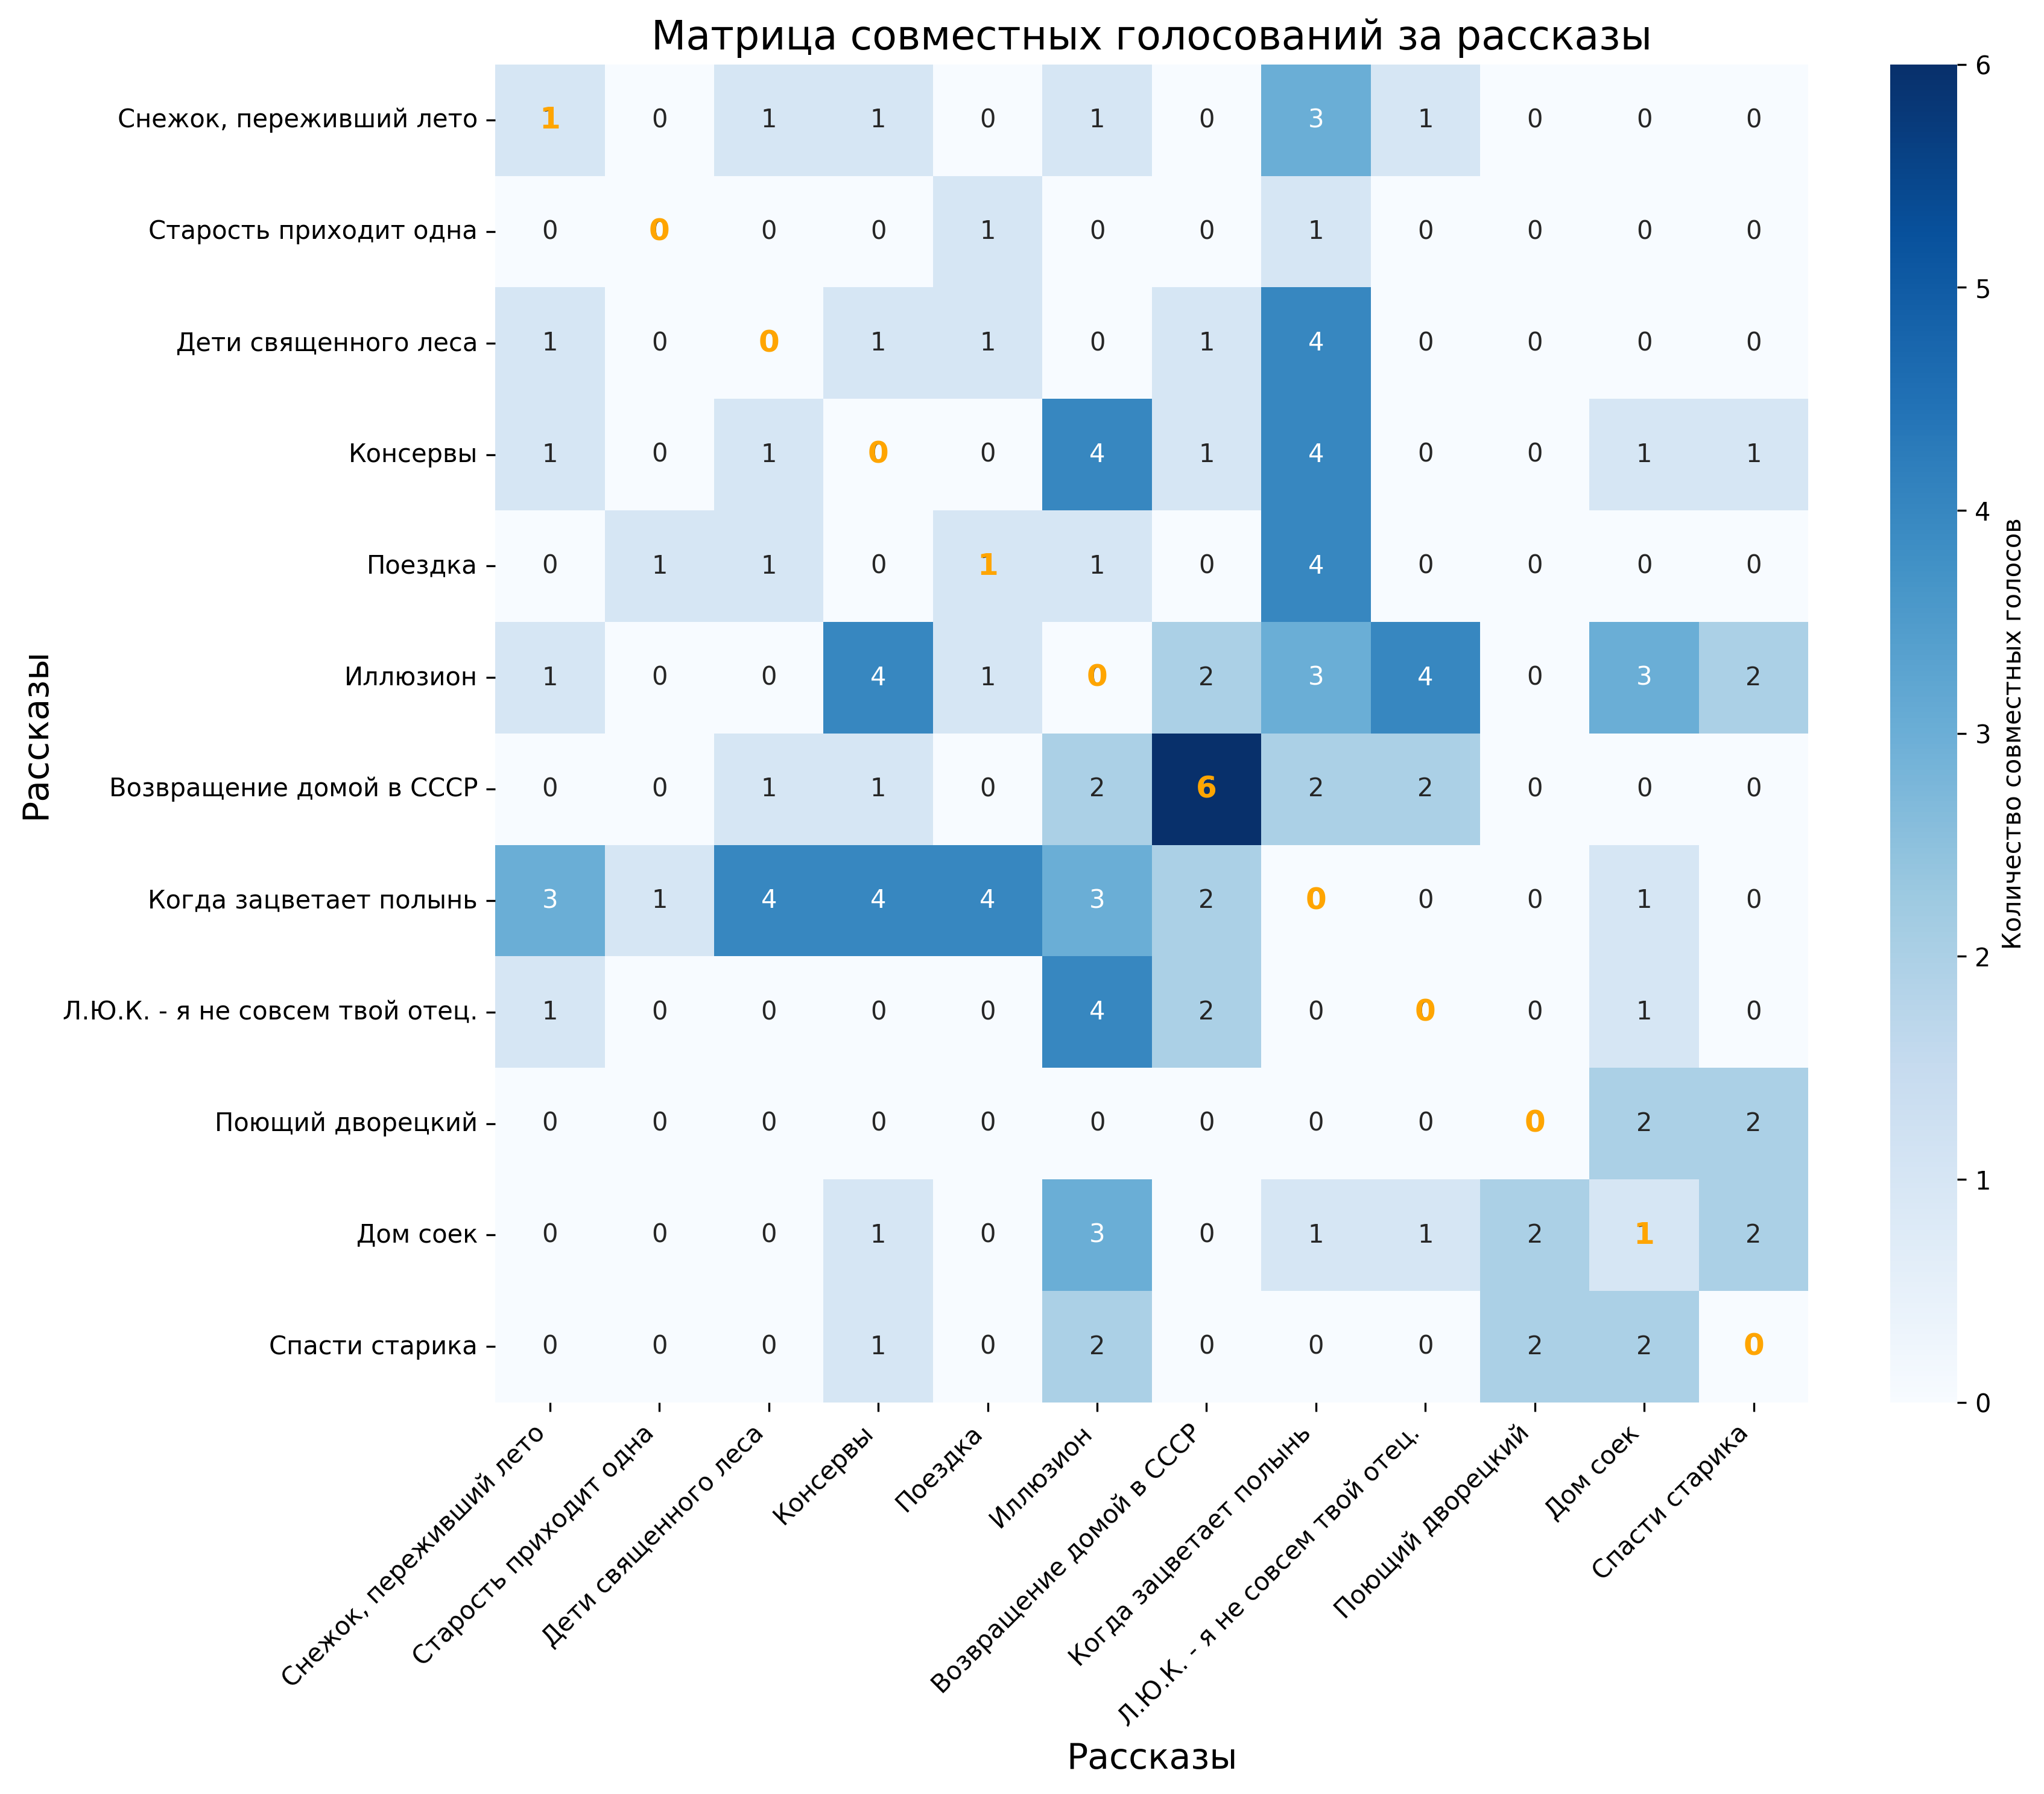 Матрица совместных голосований за рассказы
Снежок, переживший лето 1 0 1 1 0 1 0 3 1 0 0 0
Старость приходит одна 0 0 0 0 1 0 0 1 0 0 0 0
Дети священного леса 1 0 0 1 1 0 1 4 0 0 0 0
Консервы 1 0 1 0 0 4 1 4 0 0 1 1
Поездка 0 1 1 0 1 1 0 4 0 0 0 0
Иллюзион 1 0 0 4 1 0 2 3 4 0 3 2
Возвращение домой в СССР 0 0 1 1 0 2 6 2 2 0 0 0
Когда зацветает полынь 3 1 4 4 4 3 2 0 0 0 1 0
Л.Ю.К. - я не совсем твой отец. 1 0 0 0 0 4 2 0 0 0 1 0
Поющий дворецкий 0 0 0 0 0 0 0 0 0 0 2 2
Дом соек 0 0 0 1 0 3 0 1 1 2 1 2
Спасти старика 0 0 0 1 0 2 0 0 0 2 2 0
Рассказы
Снежок, переживший лето
Старость приходит одна
Дети священного леса
Консервы
Поездка
Иллюзион
Возвращение домой в СССР
Когда зацветает полынь
Л.Ю.К. - я не совсем твой отец.
Поющий дворецкий
Дом соек
Спасти старика
Рассказы
6
5
4
3
2
1
0
Количество совместных голосов